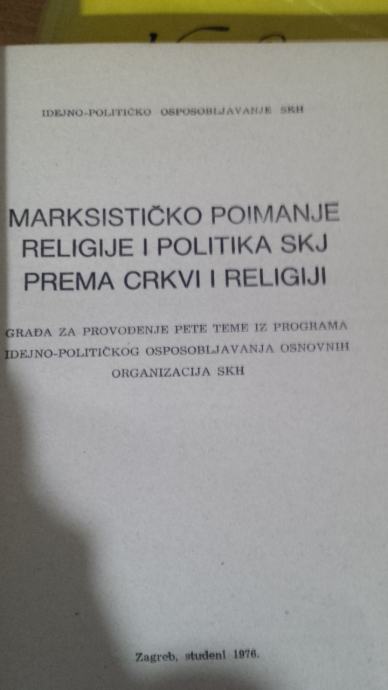 IDEJNO-POLITIČKO OSPOSOBLJAVANJE SKH
MARKSISTIČKO POIMANJE
RELIGIJE I POLITIKA SKJ
PREMA CRKVI I RELIGIJI
GRAĐA ZA PROVOĐENJE PETE TEME IZ PROGRAMA
IDEJNO-POLITIČKOG OSPOSOBLJAVANJA OSNOVNIH
ORGANIZACIJA SKH
Zagreb, studeni 1976.